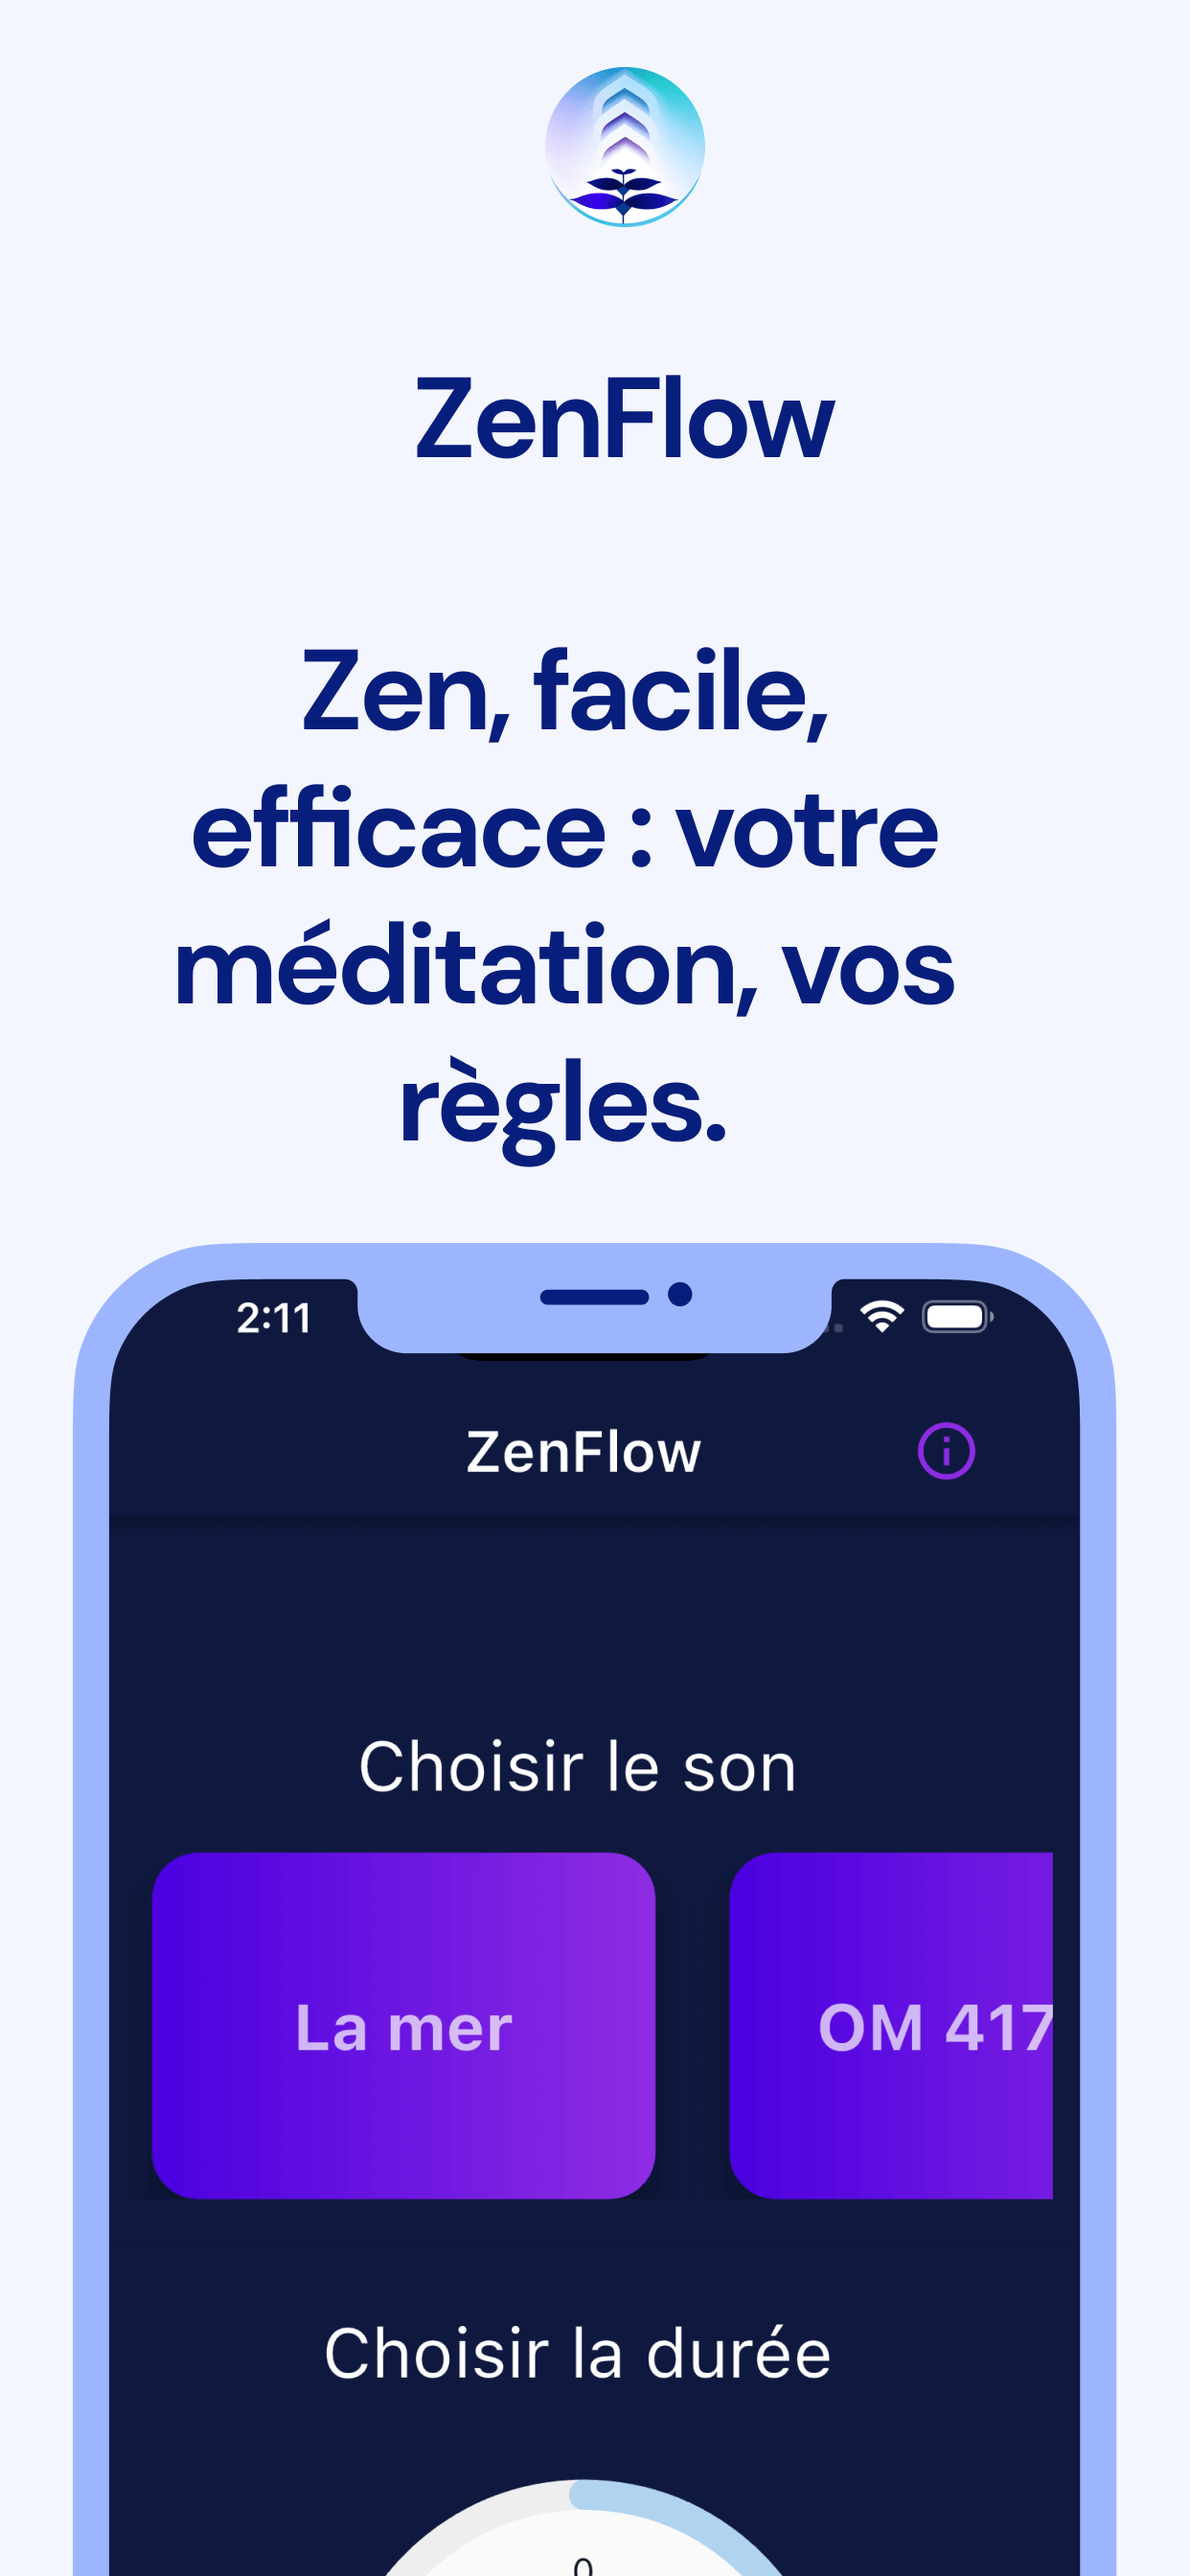 ZenFlow
Zen, facile,
efficace : votre
méditation, vos
règles.
2:11
ZenFlow
Choisir le son
La mer
OM 417
Choisir la durée
0